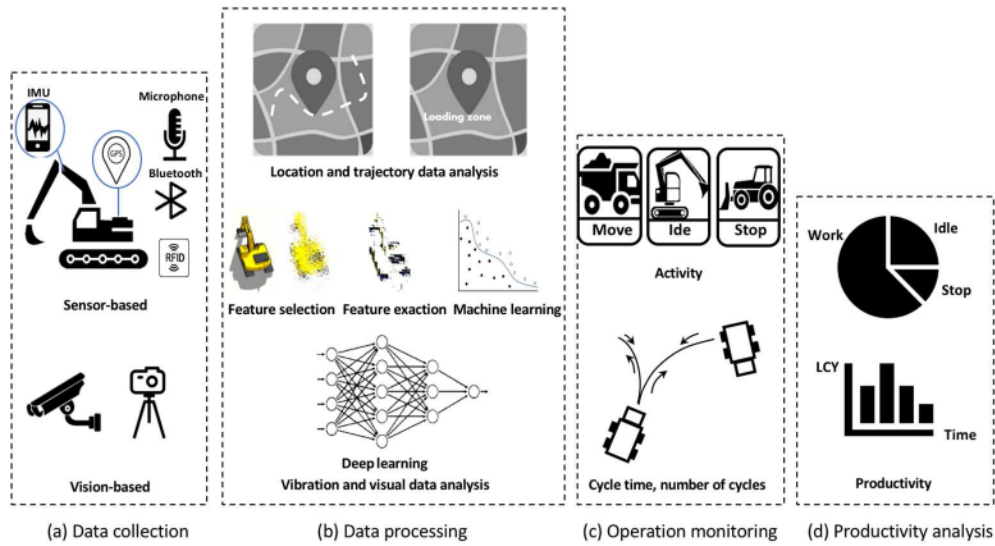 IMU
Microphone
GPS
Bluetooth
RFID
Sensor-based
Vision-based
(a) Data collection
Loading zone
Location and trajectory data analysis
Feature selection
Feature exaction
Machine learning
Deep learning
Vibration and visual data analysis
(b) Data processing
Move
Ide
Stop
Activity
Cycle time, number of cycles
(c) Operation monitoring
Work
Idle
Stop
LCY
Time
Productivity
(d) Productivity analysis